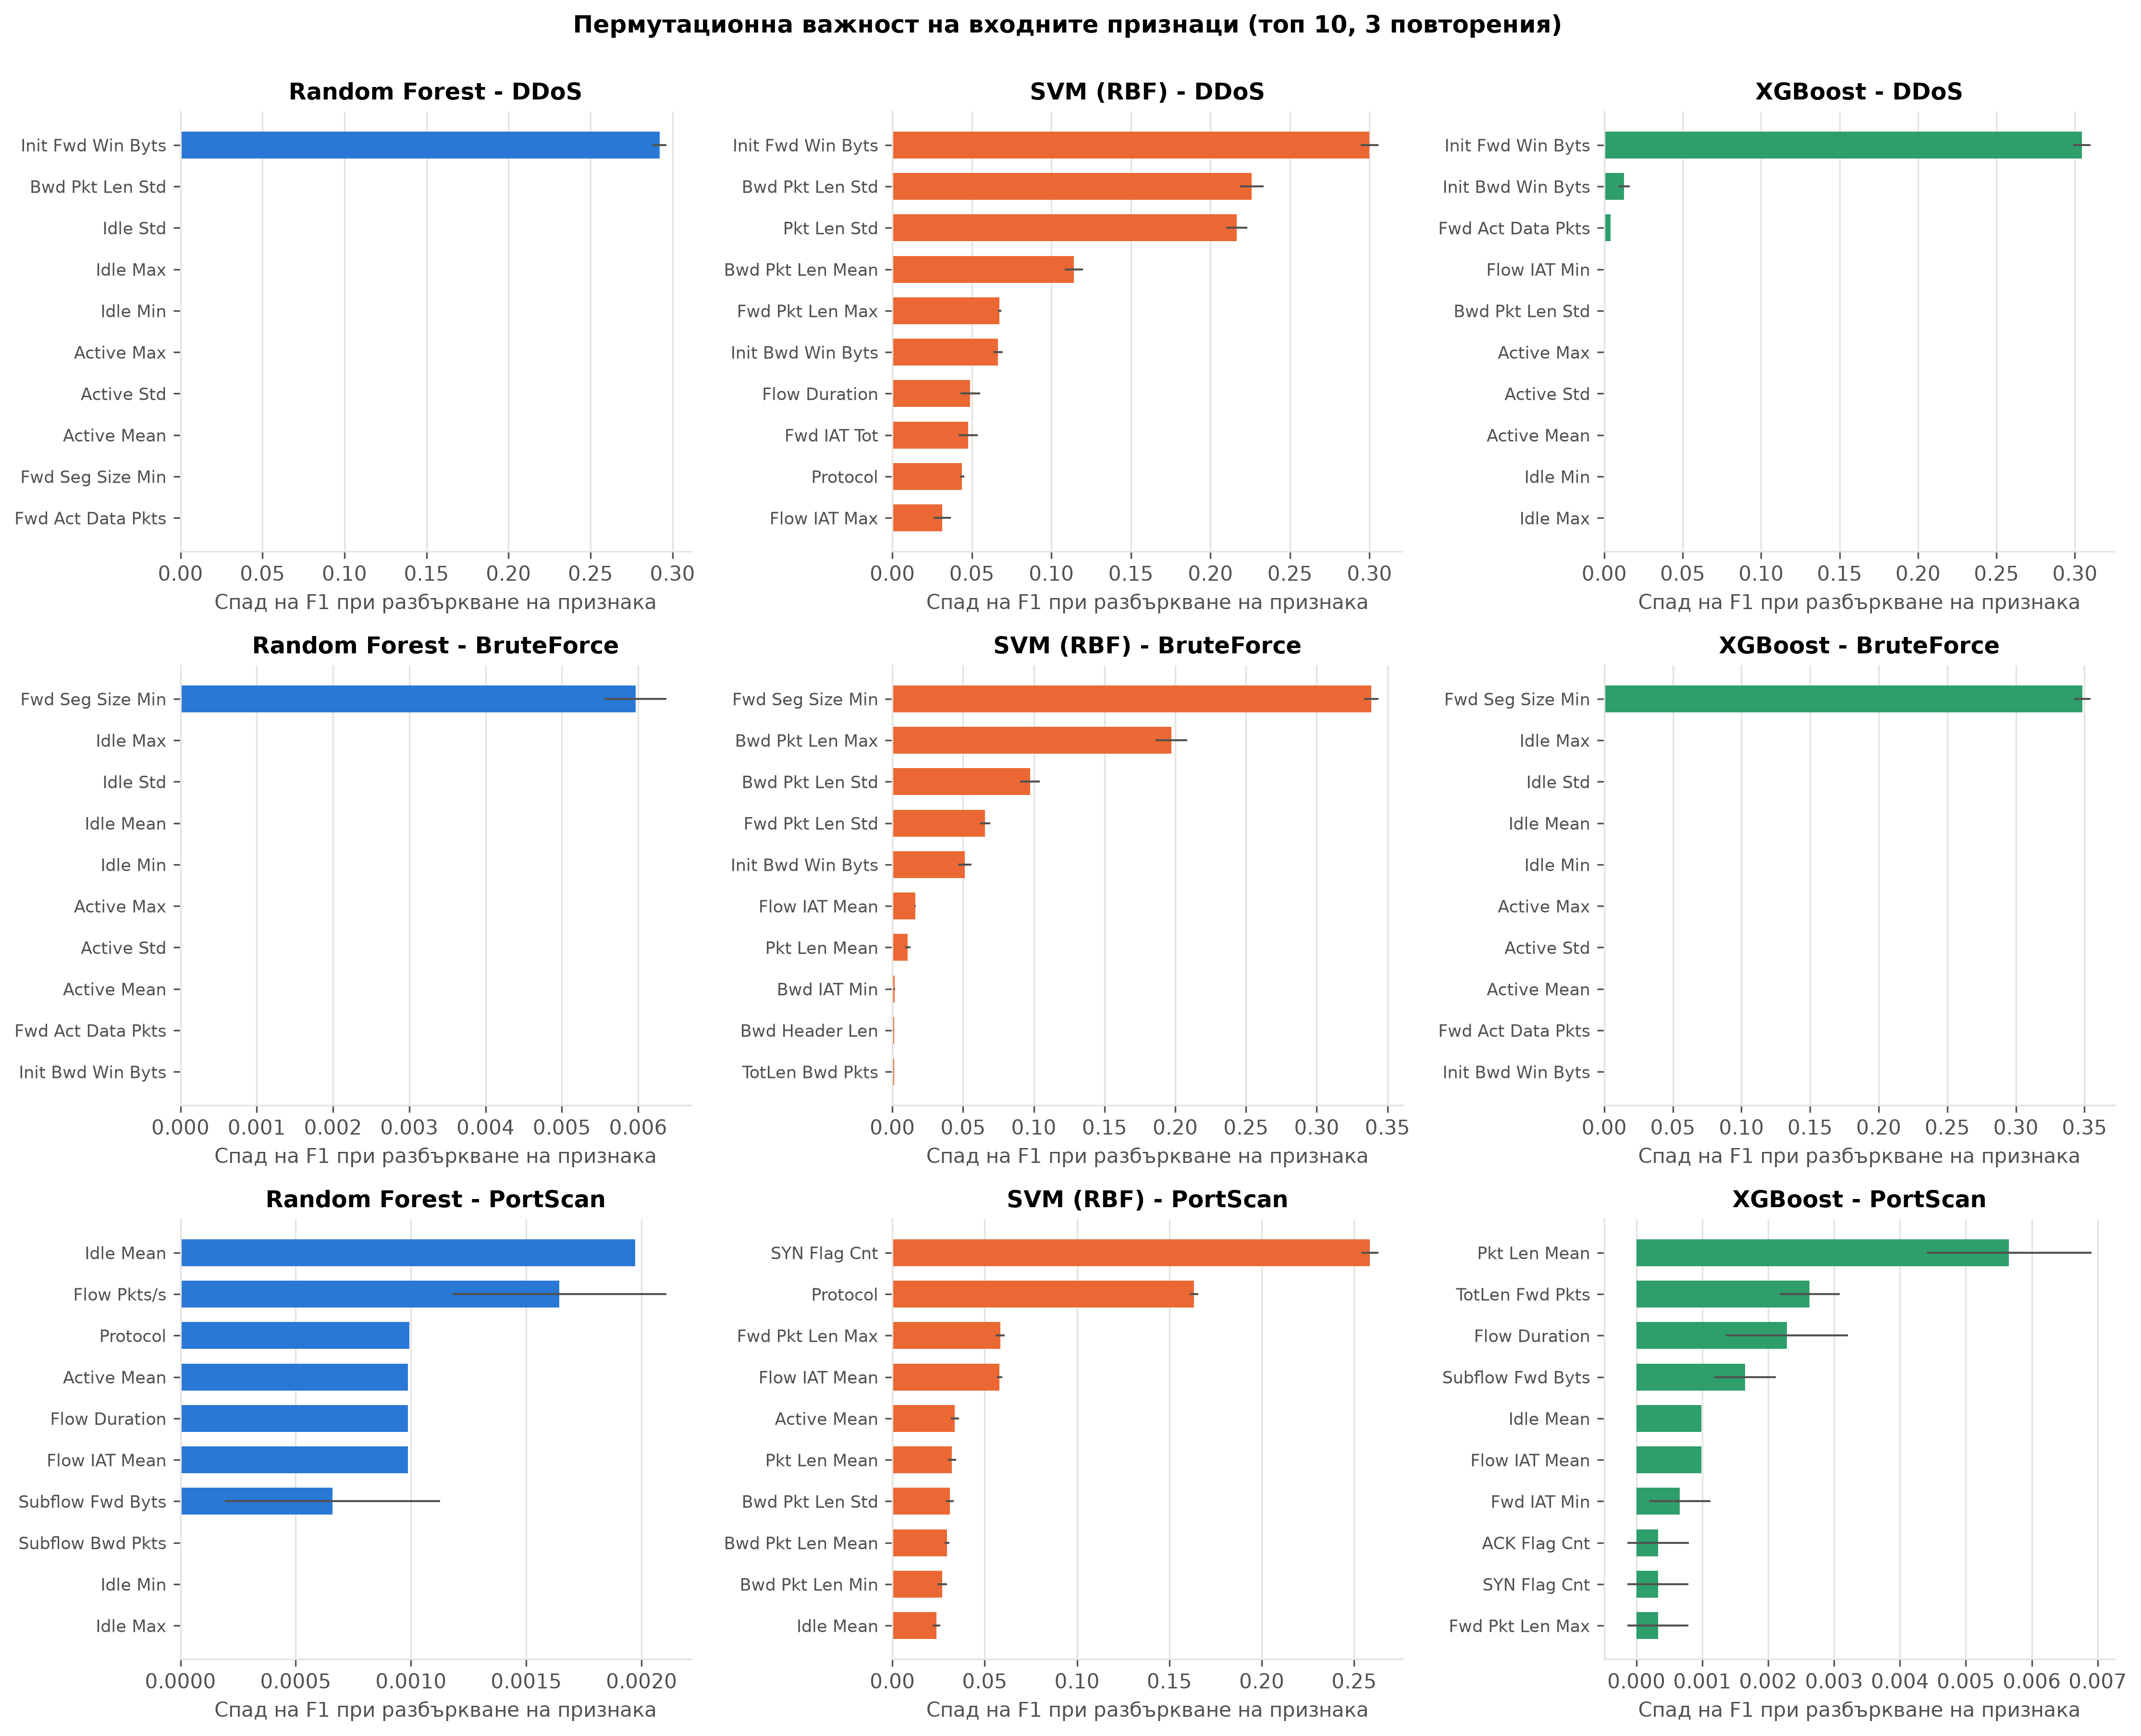 Пермутационна важност на входните признаци (топ 10, 3 повторения)
Random Forest - DDoS
Init Fwd Win Byts
Bwd Pkt Len Std
Idle Std
Idle Max
Idle Min
Active Max
Active Std
Active Mean
Fwd Seg Size Min
Fwd Act Data Pkts
0.00 0.05 0.10 0.15 0.20 0.25 0.30
Спад на F1 при разбъркване на признака
SVM (RBF) - DDoS
Init Fwd Win Byts
Bwd Pkt Len Std
Pkt Len Std
Bwd Pkt Len Mean
Fwd Pkt Len Max
Init Bwd Win Byts
Flow Duration
Fwd IAT Tot
Protocol
Flow IAT Max
0.00 0.05 0.10 0.15 0.20 0.25 0.30
Спад на F1 при разбъркване на признака
XGBoost - DDoS
Init Fwd Win Byts
Init Bwd Win Byts
Fwd Act Data Pkts
Flow IAT Min
Bwd Pkt Len Std
Active Max
Active Std
Active Mean
Idle Min
Idle Max
0.00 0.05 0.10 0.15 0.20 0.25 0.30
Спад на F1 при разбъркване на признака
Random Forest - BruteForce
Fwd Seg Size Min
Idle Max
Idle Std
Idle Mean
Idle Min
Active Max
Active Std
Active Mean
Fwd Act Data Pkts
Init Bwd Win Byts
0.000 0.001 0.002 0.003 0.004 0.005 0.006
Спад на F1 при разбъркване на признака
SVM (RBF) - BruteForce
Fwd Seg Size Min
Bwd Pkt Len Max
Bwd Pkt Len Std
Fwd Pkt Len Std
Init Bwd Win Byts
Flow IAT Mean
Pkt Len Mean
Bwd IAT Min
Bwd Header Len
TotLen Bwd Pkts
0.00 0.05 0.10 0.15 0.20 0.25 0.30 0.35
Спад на F1 при разбъркване на признака
XGBoost - BruteForce
Fwd Seg Size Min
Idle Max
Idle Std
Idle Mean
Idle Min
Active Max
Active Std
Active Mean
Fwd Act Data Pkts
Init Bwd Win Byts
0.00 0.05 0.10 0.15 0.20 0.25 0.30 0.35
Спад на F1 при разбъркване на признака
Random Forest - PortScan
Idle Mean
Flow Pkts/s
Protocol
Active Mean
Flow Duration
Flow IAT Mean
Subflow Fwd Byts
Subflow Bwd Pkts
Idle Min
Idle Max
0.0000 0.0005 0.0010 0.0015 0.0020
Спад на F1 при разбъркване на признака
SVM (RBF) - PortScan
SYN Flag Cnt
Protocol
Fwd Pkt Len Max
Flow IAT Mean
Active Mean
Pkt Len Mean
Bwd Pkt Len Std
Bwd Pkt Len Mean
Bwd Pkt Len Min
Idle Mean
0.00 0.05 0.10 0.15 0.20 0.25
Спад на F1 при разбъркване на признака
XGBoost - PortScan
Pkt Len Mean
TotLen Fwd Pkts
Flow Duration
Subflow Fwd Byts
Idle Mean
Flow IAT Mean
Fwd IAT Min
ACK Flag Cnt
SYN Flag Cnt
Fwd Pkt Len Max
0.000 0.001 0.002 0.003 0.004 0.005 0.006 0.007
Спад на F1 при разбъркване на признака